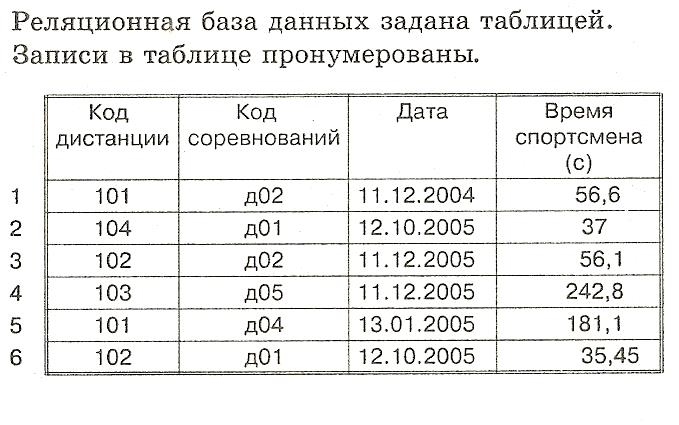 Реляционная база данных задана таблицей.
Записи в таблице пронумерованы.
Код дистанции Код соревнований Дата Время спортсмена (с)
1 101 д02 11.12.2004 56,6
2 104 д01 12.10.2005 37
3 102 д02 11.12.2005 56,1
4 103 д05 11.12.2005 242,8
5 101 д04 13.01.2005 181,1
6 102 д01 12.10.2005 35,45